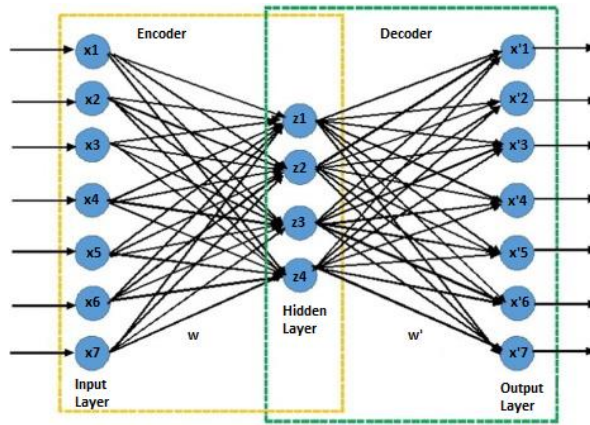 Encoder
Decoder
x1
x2
x3
x4
x5
x6
x7
z1
z2
z3
z4
x'1
x'2
x'3
x'4
x'5
x'6
x'7
Hidden
Layer
w
w'
Input
Layer
Output
Layer